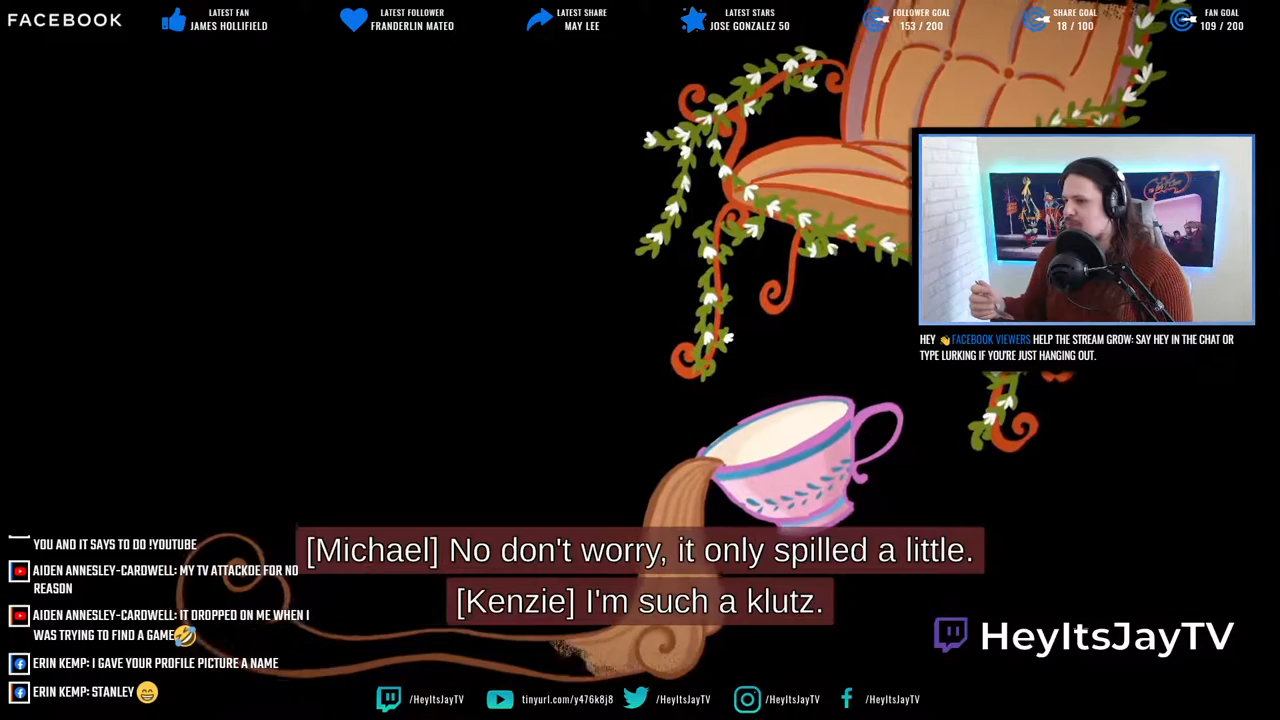 FACEBOOK
LATEST FAN
JAMES HOLLIFIELD
LATEST FOLLOWER
FRANDERLIN MATEO
LATEST SHARE
MAY LEE
LATEST STARS
JOSE GONZALEZ 50
FOLLOWER GOAL
153 / 200
SHARE GOAL
18 / 100
FAN GOAL
109 / 200
HEY 👋 FACEBOOK VIEWERS HELP THE STREAM GROW: SAY HEY IN THE CHAT OR
TYPE LURKING IF YOU'RE JUST HANGING OUT.
[Michael] No don't worry, it only spilled a little.
[Kenzie] I'm such a klutz.
YOU AND IT SAYS TO DO !YOUTUBE
AIDEN ANNESLEY-CARDWELL: MY TV ATTACKDE FOR NO
REASON
AIDEN ANNESLEY-CARDWELL: IT DROPPED ON ME WHEN I
WAS TRYING TO FIND A GAME🤣
ERIN KEMP: I GAVE YOUR PROFILE PICTURE A NAME
ERIN KEMP: STANLEY 😁
HeyItsJayTV
/HeyItsJayTV
tinyurl.com/y476k8j8
/HeyItsJayTV
/HeyItsJayTV
/HeyItsJayTV